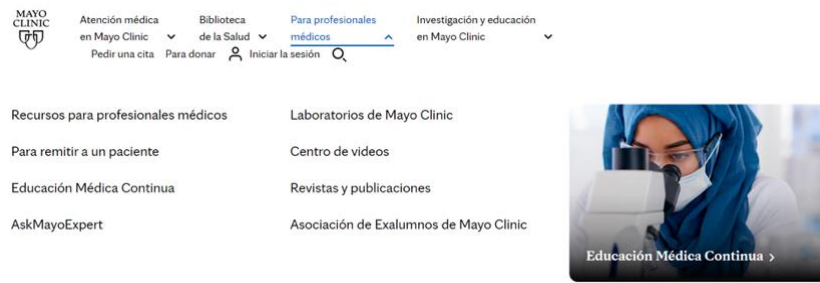 MAYO
CLINIC
Atención médica
en Mayo Clinic
Biblioteca
de la Salud
Para profesionales
médicos
Investigación y educación
en Mayo Clinic
Pedir una cita
Para donar
Iniciar la sesión
Recursos para profesionales médicos
Para remitir a un paciente
Educación Médica Continua
AskMayoExpert
Laboratorios de Mayo Clinic
Centro de videos
Revistas y publicaciones
Asociación de Exalumnos de Mayo Clinic
Educación Médica Continua ›